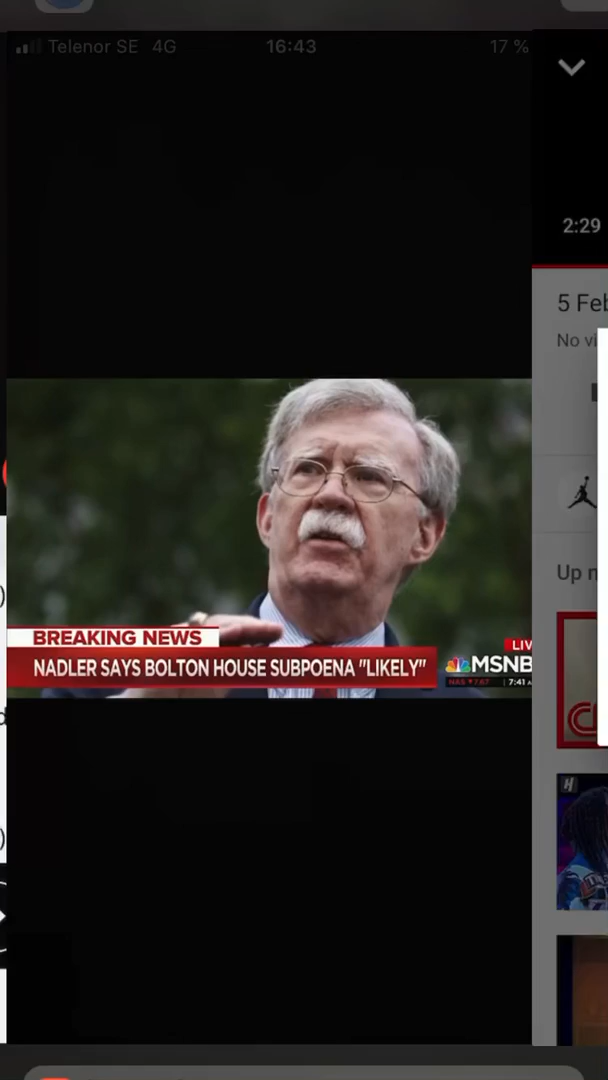 Telenor SE 4G 16:43 17 %
2:29
5 Feb
No vi
Up n
BREAKING NEWS
NADLER SAYS BOLTON HOUSE SUBPOENA "LIKELY"
LIV
MSNB
7:41